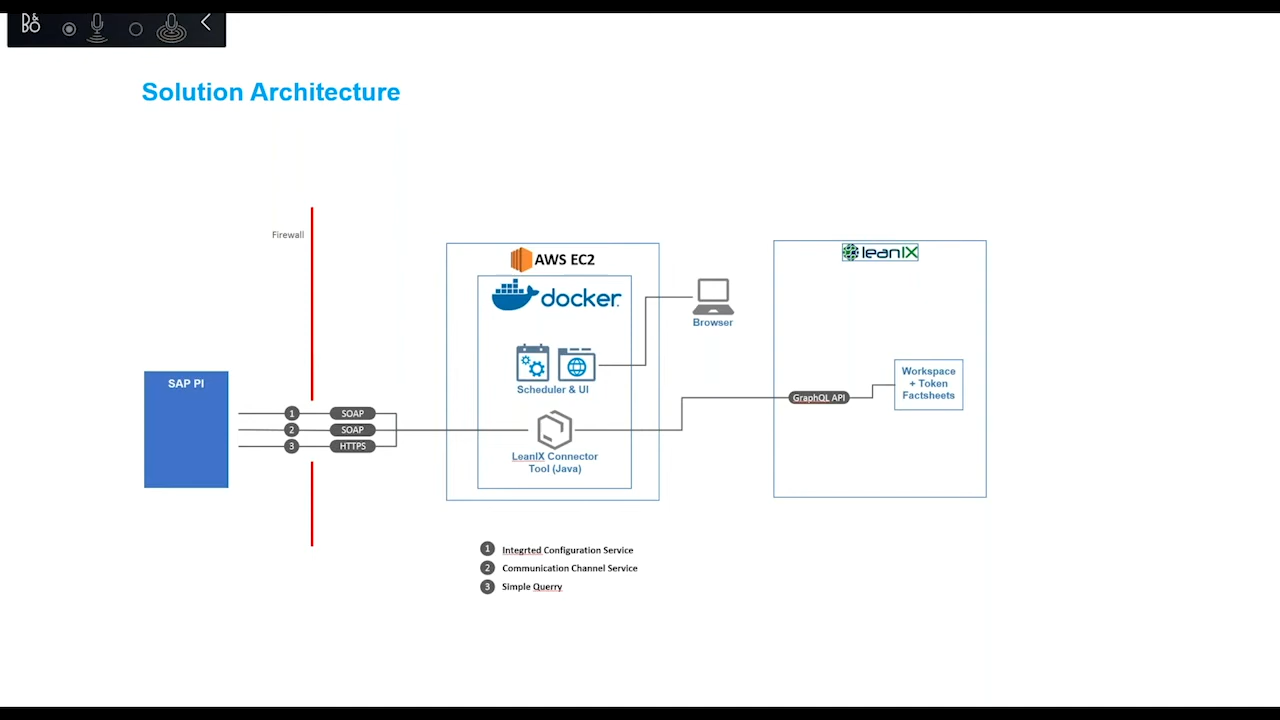 B&O
Solution Architecture
Firewall
AWS EC2
docker
leanIX
Browser
SAP PI
Scheduler & UI
Workspace
+ Token
Factsheets
GraphQL API
1 SOAP
2 SOAP
3 HTTPS
LeanIX Connector
Tool (Java)
1 Integrted Configuration Service
2 Communication Channel Service
3 Simple Querry